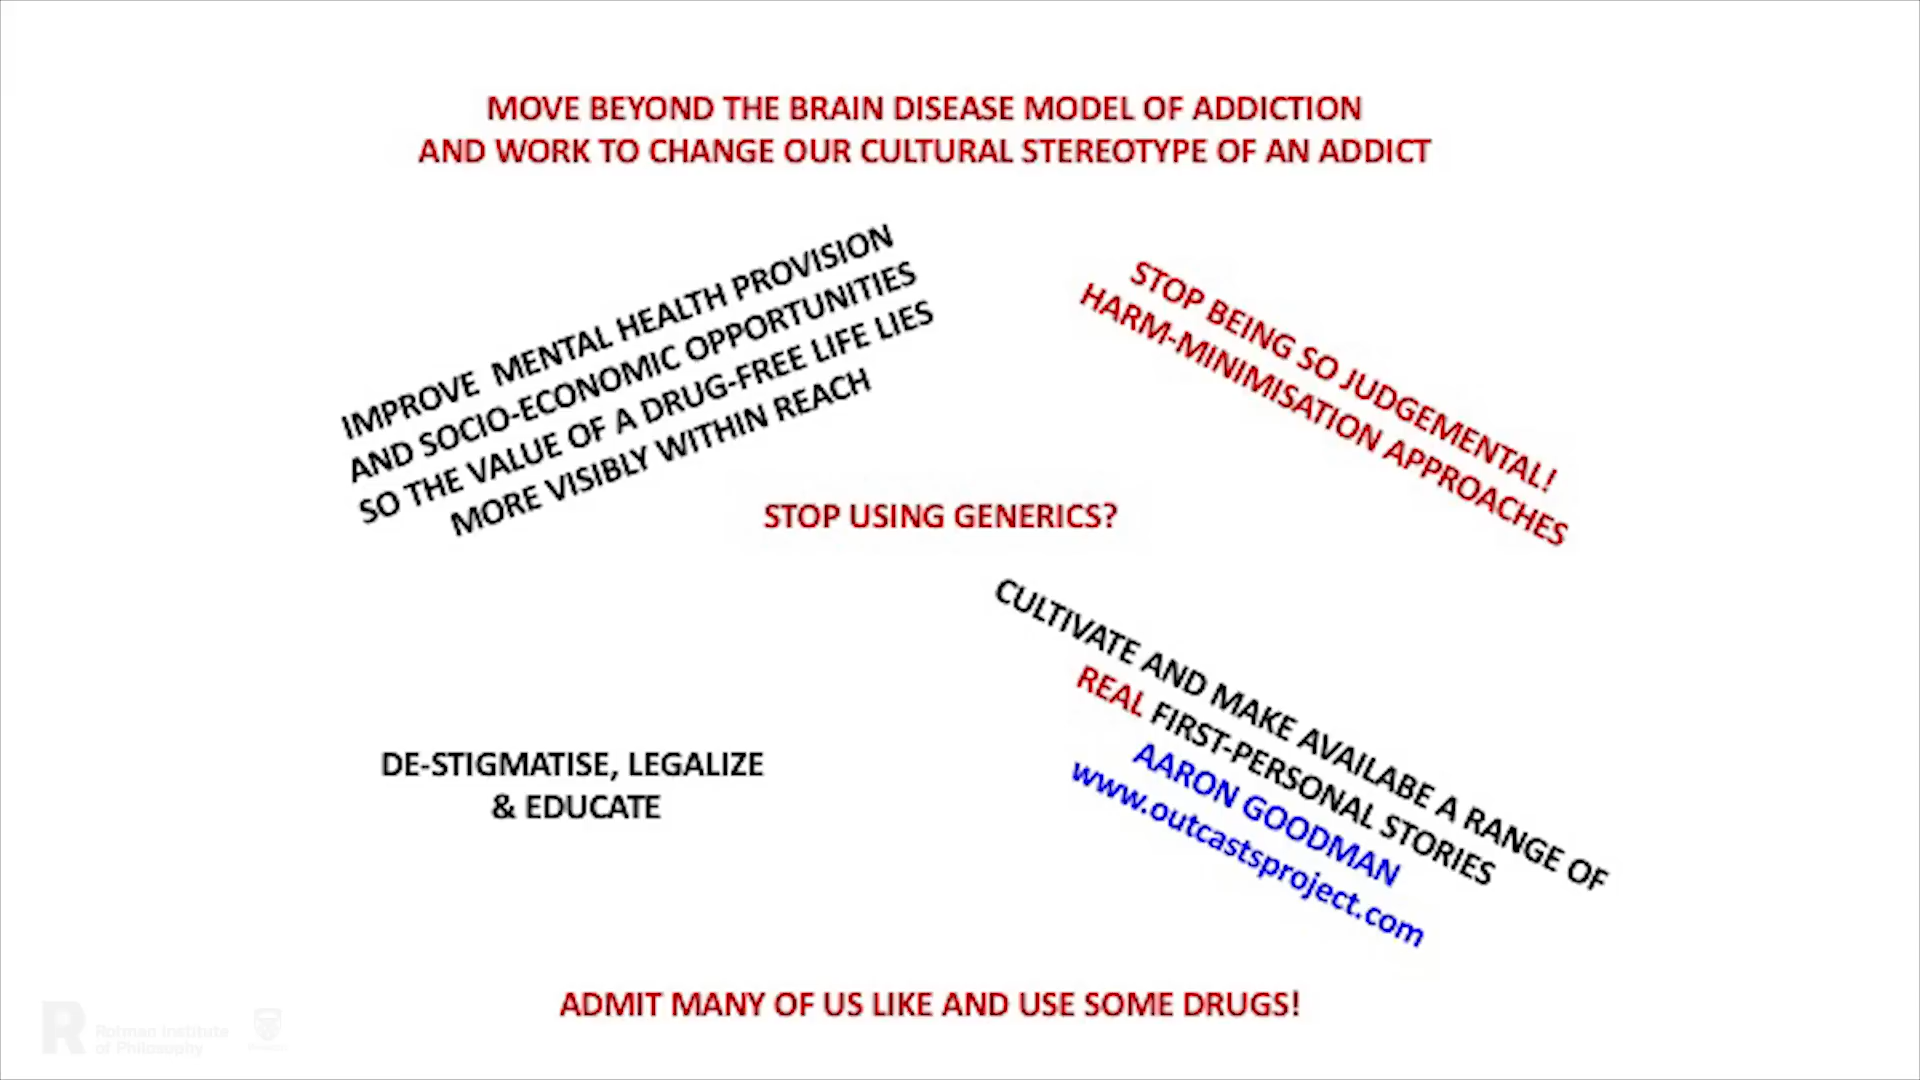 MOVE BEYOND THE BRAIN DISEASE MODEL OF ADDICTION
AND WORK TO CHANGE OUR CULTURAL STEREOTYPE OF AN ADDICT
IMPROVE MENTAL HEALTH PROVISION
AND SOCIO-ECONOMIC OPPORTUNITIES
SO THE VALUE OF A DRUG-FREE LIFE LIES
MORE VISIBLY WITHIN REACH
STOP BEING SO JUDGEMENTAL!
HARM-MINIMISATION APPROACHES
STOP USING GENERICS?
CULTIVATE AND MAKE AVAILABE A RANGE OF
REAL FIRST-PERSONAL STORIES
AARON GOODMAN
www.outcastsproject.com
DE-STIGMATISE, LEGALIZE
& EDUCATE
ADMIT MANY OF US LIKE AND USE SOME DRUGS!
R
Rotman Institute
of Philosophy